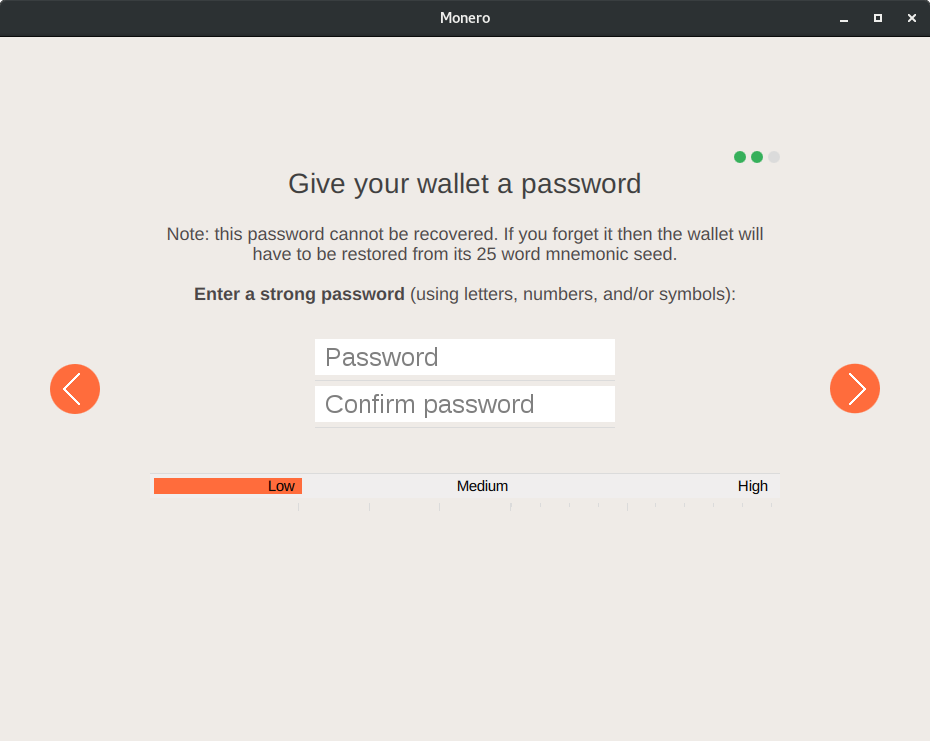 Monero
Give your wallet a password
Note: this password cannot be recovered. If you forget it then the wallet will
have to be restored from its 25 word mnemonic seed.
Enter a strong password (using letters, numbers, and/or symbols):
Password
Confirm password
Low Medium High